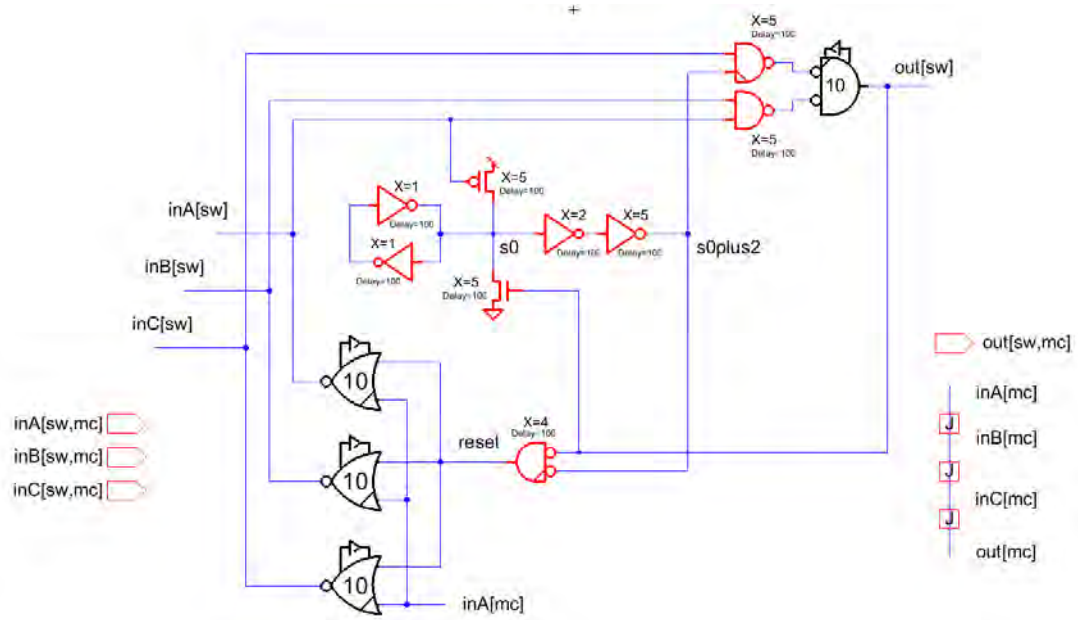 X=5
Delay=100
10
out[sw]
X=5
Delay=100
X=5
Delay=100
X=1
Delay=100
inA[sw]
X=2
Delay=100
X=5
Delay=100
X=1
Delay=100
s0
s0plus2
inB[sw]
X=5
Delay=100
inC[sw]
10
out[sw,mc]
inA[mc]
inA[sw,mc]
X=4
Delay=100
J
reset
inB[mc]
inB[sw,mc]
10
J
inC[sw,mc]
inC[mc]
J
out[mc]
10
inA[mc]